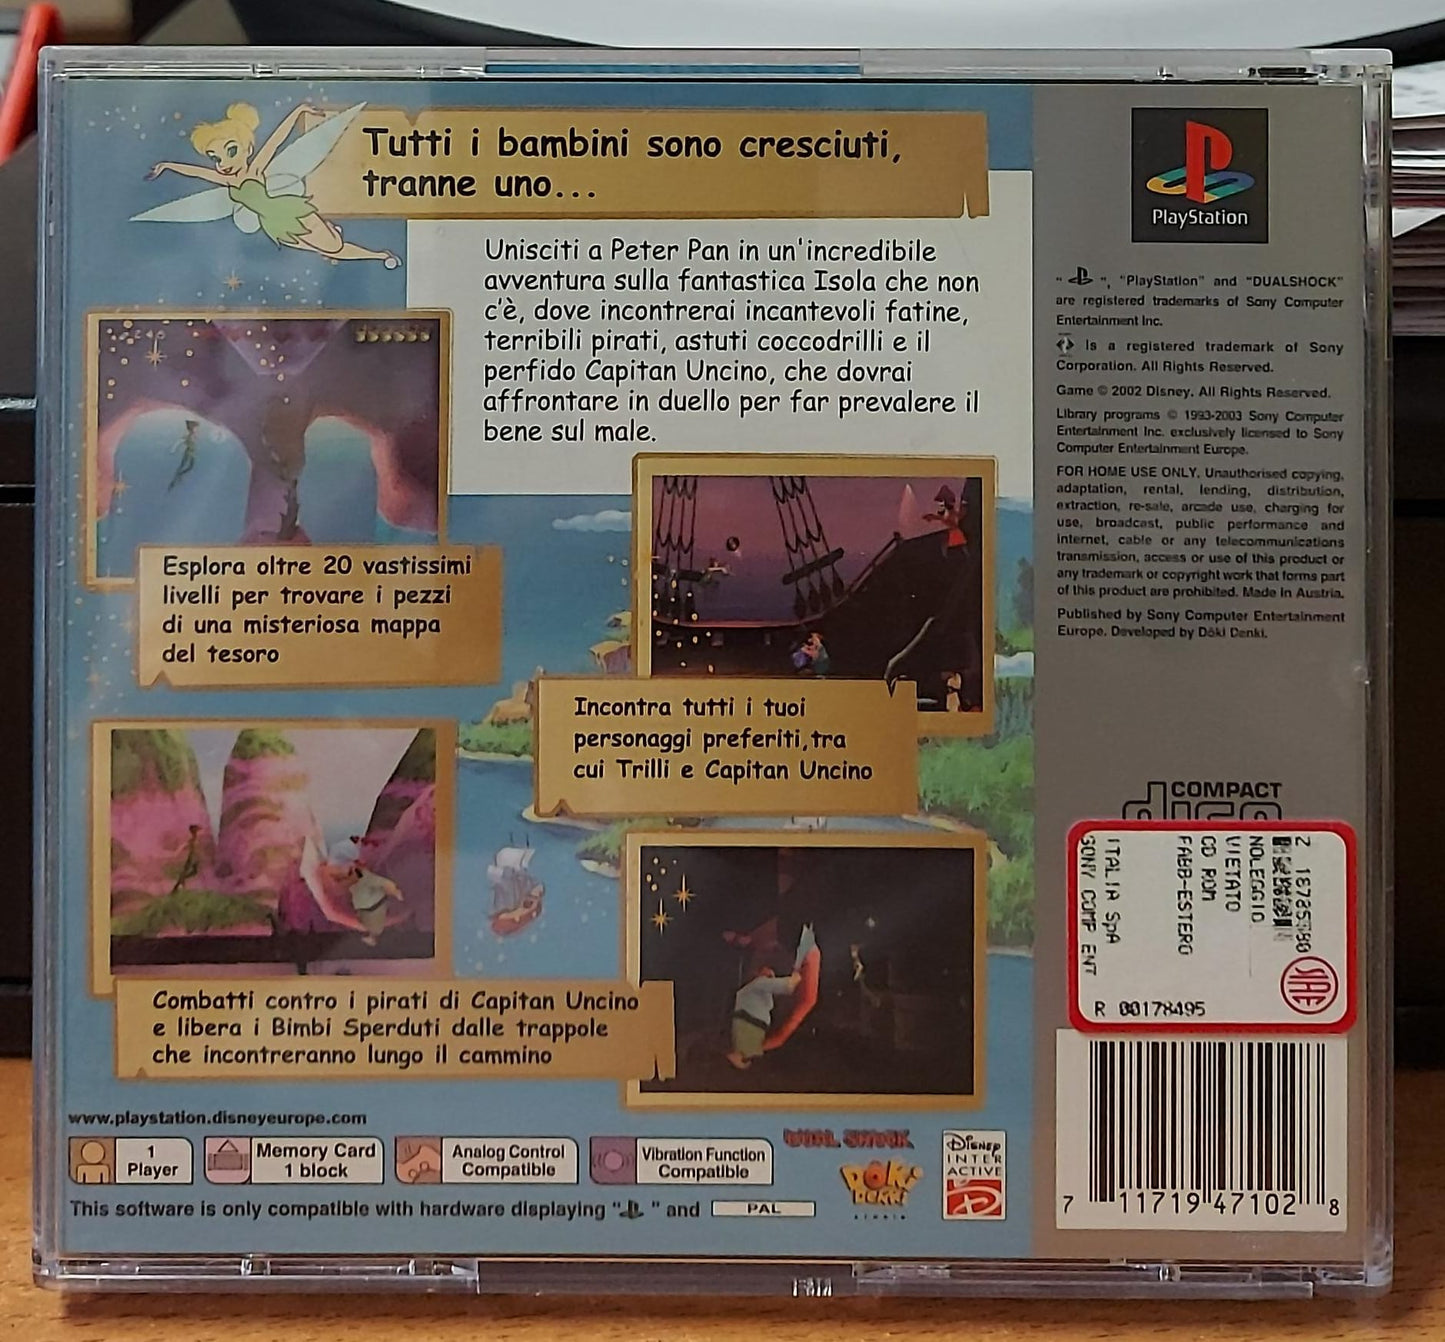 Tutti i bambini sono cresciuti,
tranne uno...
Unisciti a Peter Pan in un'incredibile
avventura sulla fantastica Isola che non
c'è, dove incontrerai incantevoli fatine,
terribili pirati, astuti coccodrilli e il
perfido Capitan Uncino, che dovrai
affrontare in duello per far prevalere il
bene sul male.
Esplora oltre 20 vastissimi
livelli per trovare i pezzi
di una misteriosa mappa
del tesoro
Incontra tutti i tuoi
personaggi preferiti,tra
cui Trilli e Capitan Uncino
Combatti contro i pirati di Capitan Uncino
e libera i Bimbi Sperduti dalle trappole
che incontreranno lungo il cammino
www.playstation.disneyeurope.com
1
Player
Memory Card
1 block
Analog Control
Compatible
Vibration Function
Compatible
DUAL SHOCK
DOKI
DENKI
STUDIO
DISNEY
INTER
ACTIVE
This software is only compatible with hardware displaying " " and PAL
PlayStation
" ", "PlayStation" and "DUALSHOCK"
are registered trademarks of Sony Computer
Entertainment Inc.
is a registered trademark of Sony
Corporation. All Rights Reserved.
Game © 2002 Disney. All Rights Reserved.
Library programs © 1993-2003 Sony Computer
Entertainment Inc. exclusively licensed to Sony
Computer Entertainment Europe.
FOR HOME USE ONLY. Unauthorised copying,
adaptation, rental, lending, distribution,
extraction, re-sale, arcade use, charging for
use, broadcast, public performance and
internet, cable or any telecommunications
transmission, access or use of this product or
any trademark or copyright work that forms part
of this product are prohibited. Made in Austria.
Published by Sony Computer Entertainment
Europe. Developed by Dôki Denki.
COMPACT
disc
NOLEGGIO
VIETATO
CD ROM
FABB-ESTERO
ITALIA SpA
SONY COMP ENT
SIAE
R 00178495
7 11719 47102 8